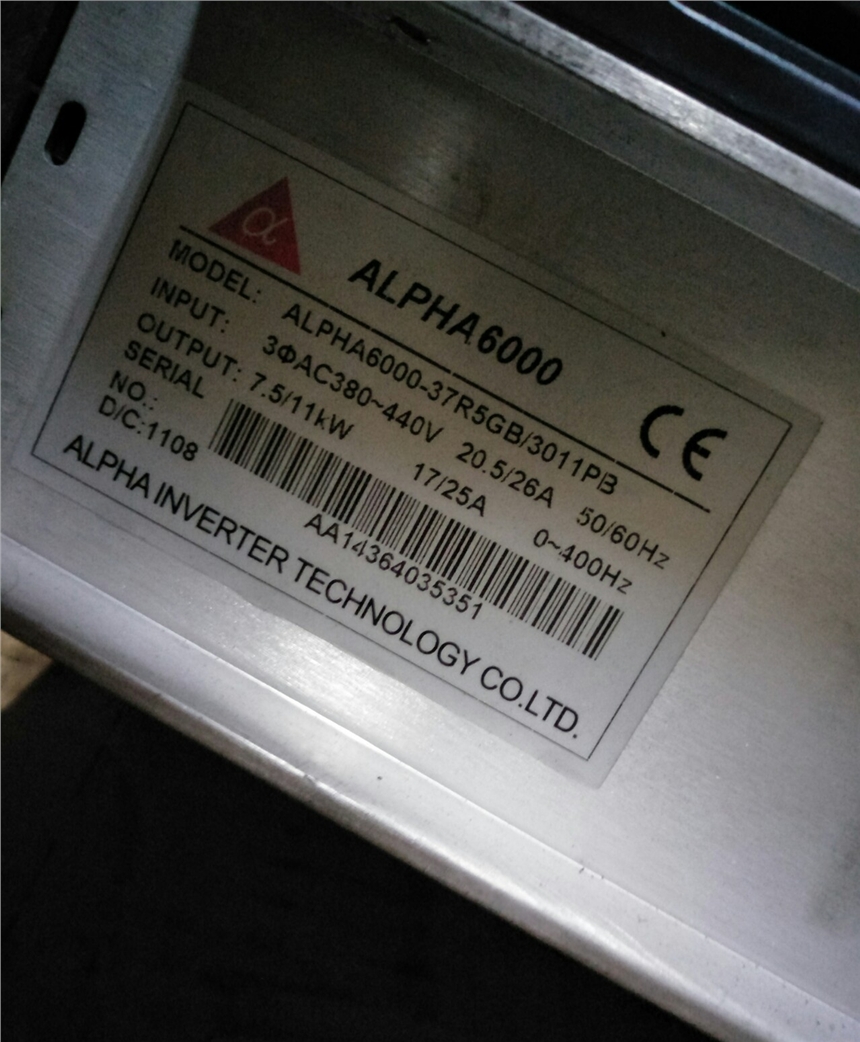 α ALPHA6000 CE
MODEL: ALPHA6000-37R5GB/3011PB
INPUT: 3ΦAC380~440V 20.5/26A 50/60Hz
OUTPUT: 7.5/11kW 17/25A 0~400Hz
SERIAL
NO.:
D/C:1108
AA14364035351
ALPHA INVERTER TECHNOLOGY CO.LTD.